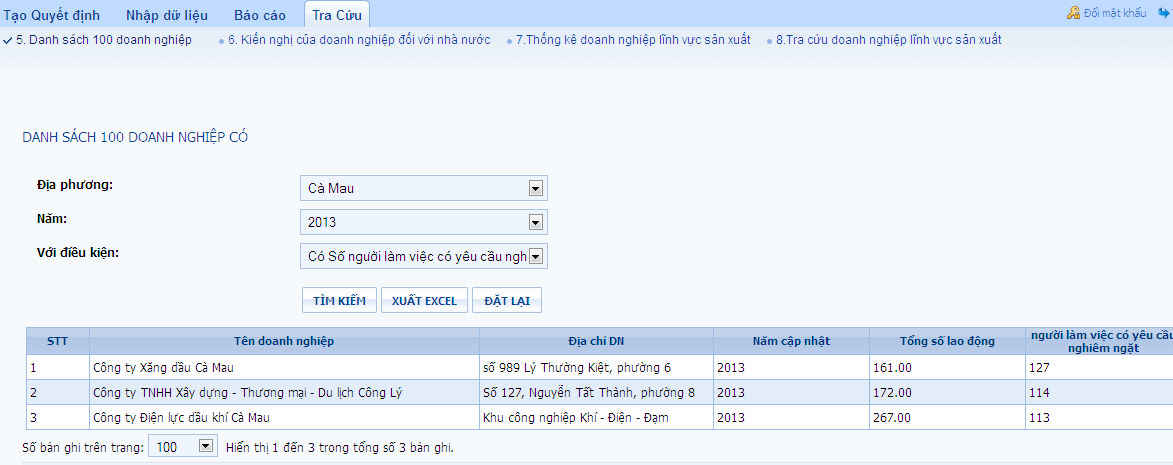 Tạo Quyết định Nhập dữ liệu Báo cáo Tra Cứu Đổi mật khẩu
5. Danh sách 100 doanh nghiệp 6. Kiến nghị của doanh nghiệp đối với nhà nước 7.Thống kê doanh nghiệp lĩnh vực sản xuất 8.Tra cứu doanh nghiệp lĩnh vực sản xuất
DANH SÁCH 100 DOANH NGHIỆP CÓ
Địa phương: Cà Mau
Năm: 2013
Với điều kiện: Có Số người làm việc có yêu cầu ngh
TÌM KIẾM XUẤT EXCEL ĐẶT LẠI
STT Tên doanh nghiệp Địa chỉ DN Năm cập nhật Tổng số lao động người làm việc có yêu cầu
nghiêm ngặt
1 Công ty Xăng dầu Cà Mau số 989 Lý Thường Kiệt, phường 6 2013 161.00 127
2 Công ty TNHH Xây dựng - Thương mại - Du lịch Công Lý Số 127, Nguyễn Tất Thành, phường 8 2013 172.00 114
3 Công ty Điện lực dầu khí Cà Mau Khu công nghiệp Khí - Điện - Đạm 2013 267.00 113
Số bản ghi trên trang: 100 Hiển thị 1 đến 3 trong tổng số 3 bản ghi.